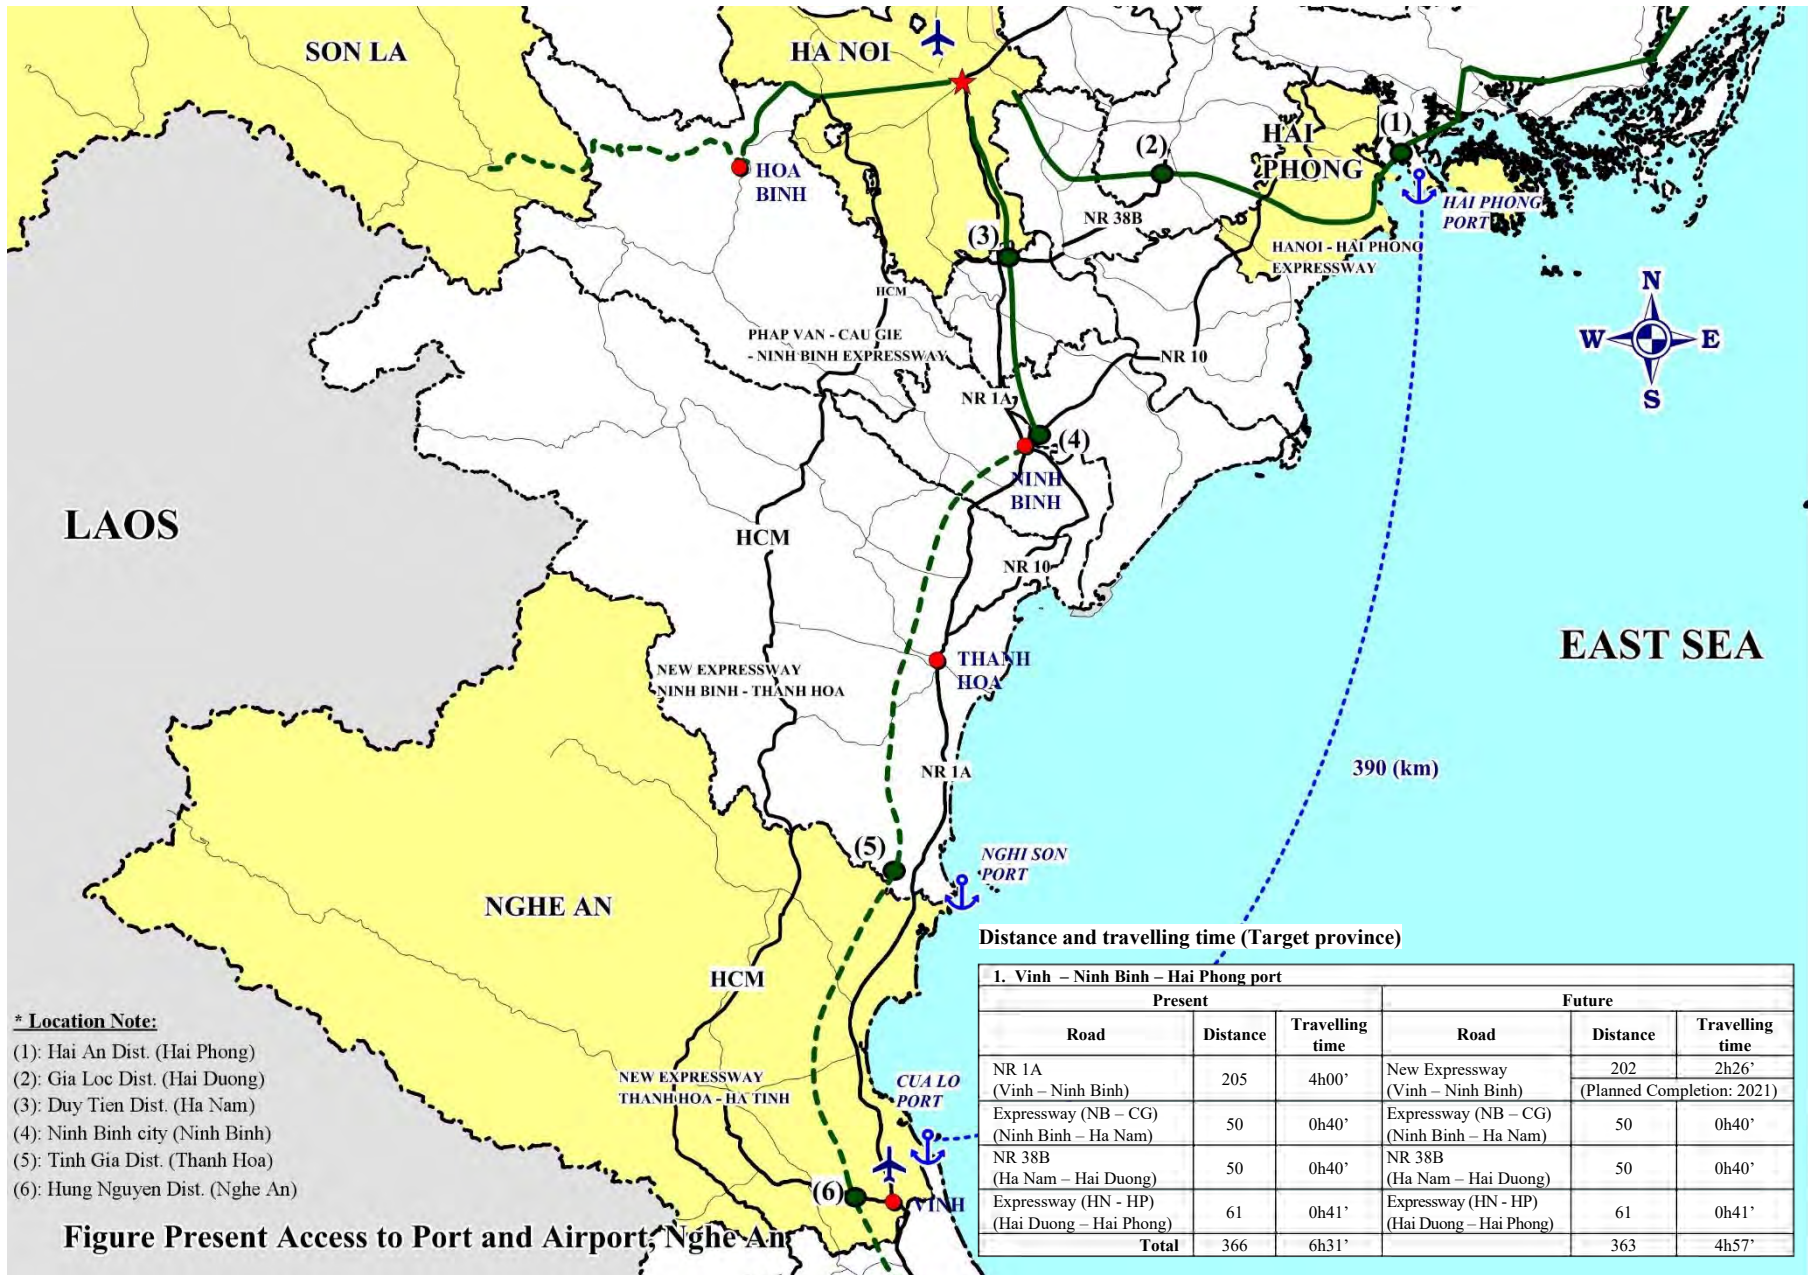 SON LA
HA NOI
HAI
PHONG
(1)
(2)
HOA
BINH
HAI PHONG
PORT
NR 38B
(3)
HANOI - HAI PHONG
EXPRESSWAY
HCM
N
W
E
S
PHAP VAN - CAU GIE
- NINH BINH EXPRESSWAY
NR 10
NR 1A
(4)
NINH
BINH
LAOS
HCM
NR 10
EAST SEA
THANH
HOA
NEW EXPRESSWAY
NINH BINH - THANH HOA
NR 1A
390 (km)
(5)
NGHI SON
PORT
NGHE AN
HCM
NEW EXPRESSWAY
THANH HOA - HA TINH
CUA LO
PORT
(6)
VINH
* Location Note:
(1): Hai An Dist. (Hai Phong)
(2): Gia Loc Dist. (Hai Duong)
(3): Duy Tien Dist. (Ha Nam)
(4): Ninh Binh city (Ninh Binh)
(5): Tinh Gia Dist. (Thanh Hoa)
(6): Hung Nguyen Dist. (Nghe An)
Figure Present Access to Port and Airport, Nghe An
Distance and travelling time (Target province)
1. Vinh – Ninh Binh – Hai Phong port
Present Future
Road Distance Travelling time Road Distance Travelling time
NR 1A (Vinh – Ninh Binh) 205 4h00’ New Expressway (Vinh – Ninh Binh) 202 2h26’
(Planned Completion: 2021)
Expressway (NB – CG) (Ninh Binh – Ha Nam) 50 0h40’ Expressway (NB – CG) (Ninh Binh – Ha Nam) 50 0h40’
NR 38B (Ha Nam – Hai Duong) 50 0h40’ NR 38B (Ha Nam – Hai Duong) 50 0h40’
Expressway (HN - HP) (Hai Duong – Hai Phong) 61 0h41’ Expressway (HN - HP) (Hai Duong – Hai Phong) 61 0h41’
Total 366 6h31’ 363 4h57’